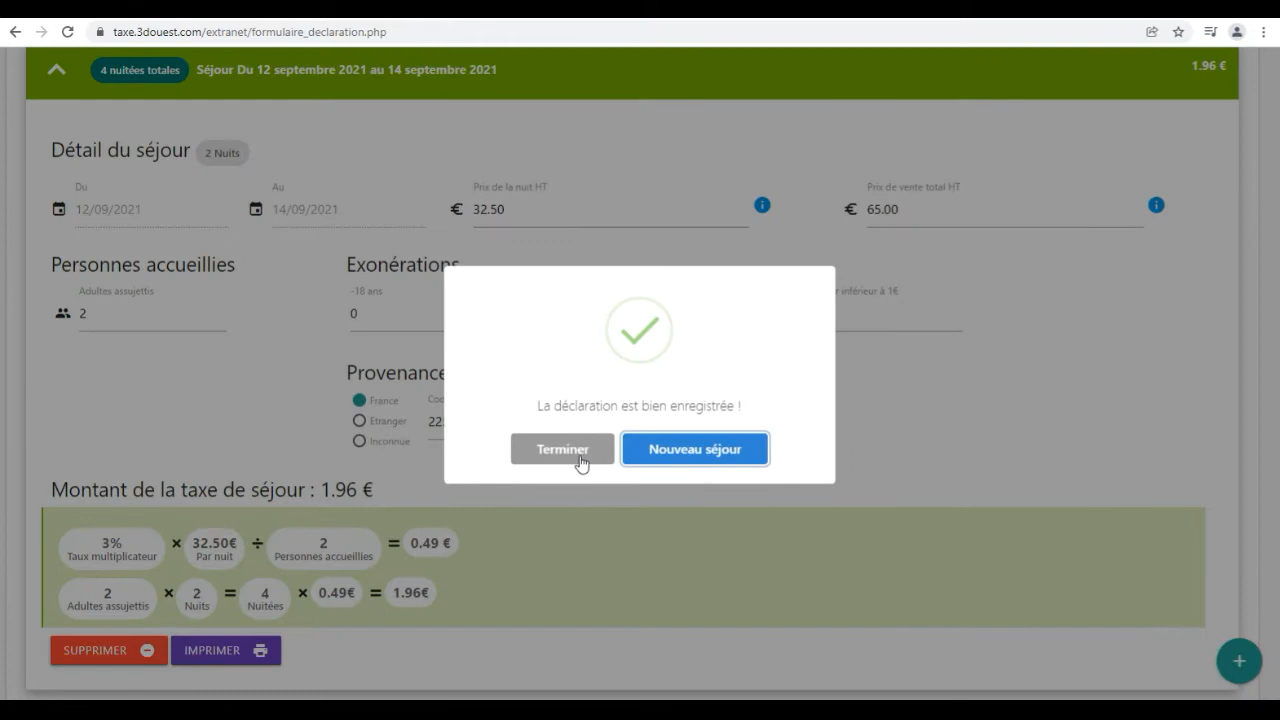 taxe.3douest.com/extranet/formulaire_declaration.php
4 nuitées totales Séjour Du 12 septembre 2021 au 14 septembre 2021 1.96 €
Détail du séjour 2 Nuits
Du Au Prix de la nuit HT Prix de vente total HT
12/09/2021 14/09/2021 € 32.50 € 65.00
Personnes accueillies Exonérations
Adultes assujettis -18 ans inférieur à 1€
2 0
La déclaration est bien enregistrée !
Terminer Nouveau séjour
Provenance
France
Etranger 22
Inconnue
Montant de la taxe de séjour : 1.96 €
3% × 32.50€ ÷ 2 = 0.49 €
Taux multiplicateur Par nuit Personnes accueillies
2 × 2 = 4 × 0.49€ = 1.96€
Adultes assujettis Nuits Nuitées
SUPPRIMER IMPRIMER
+